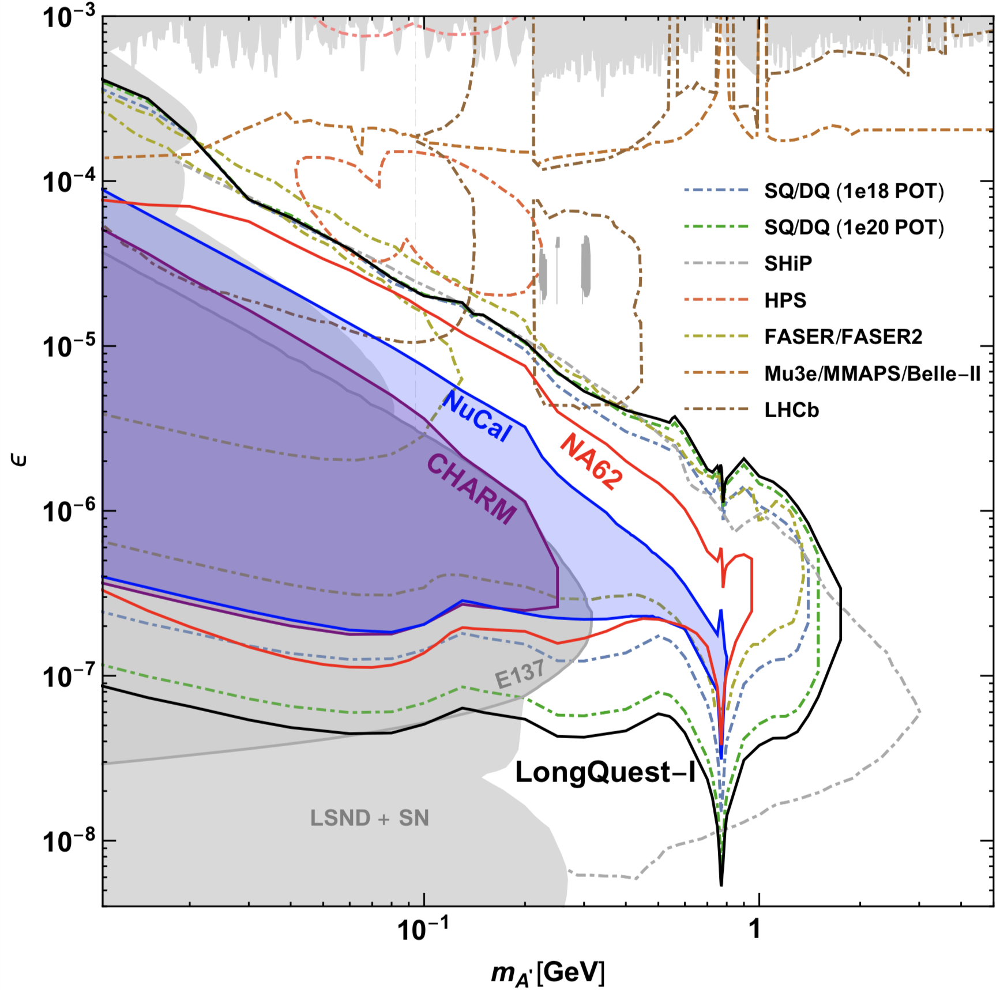 10−3
10−4
10−5
10−6
10−7
10−8
ϵ
SQ/DQ (1e18 POT)
SQ/DQ (1e20 POT)
SHiP
HPS
FASER/FASER2
Mu3e/MMAPS/Belle−II
LHCb
NuCal
NA62
CHARM
E137
LongQuest−I
LSND + SN
10−1
1
mA' [GeV]